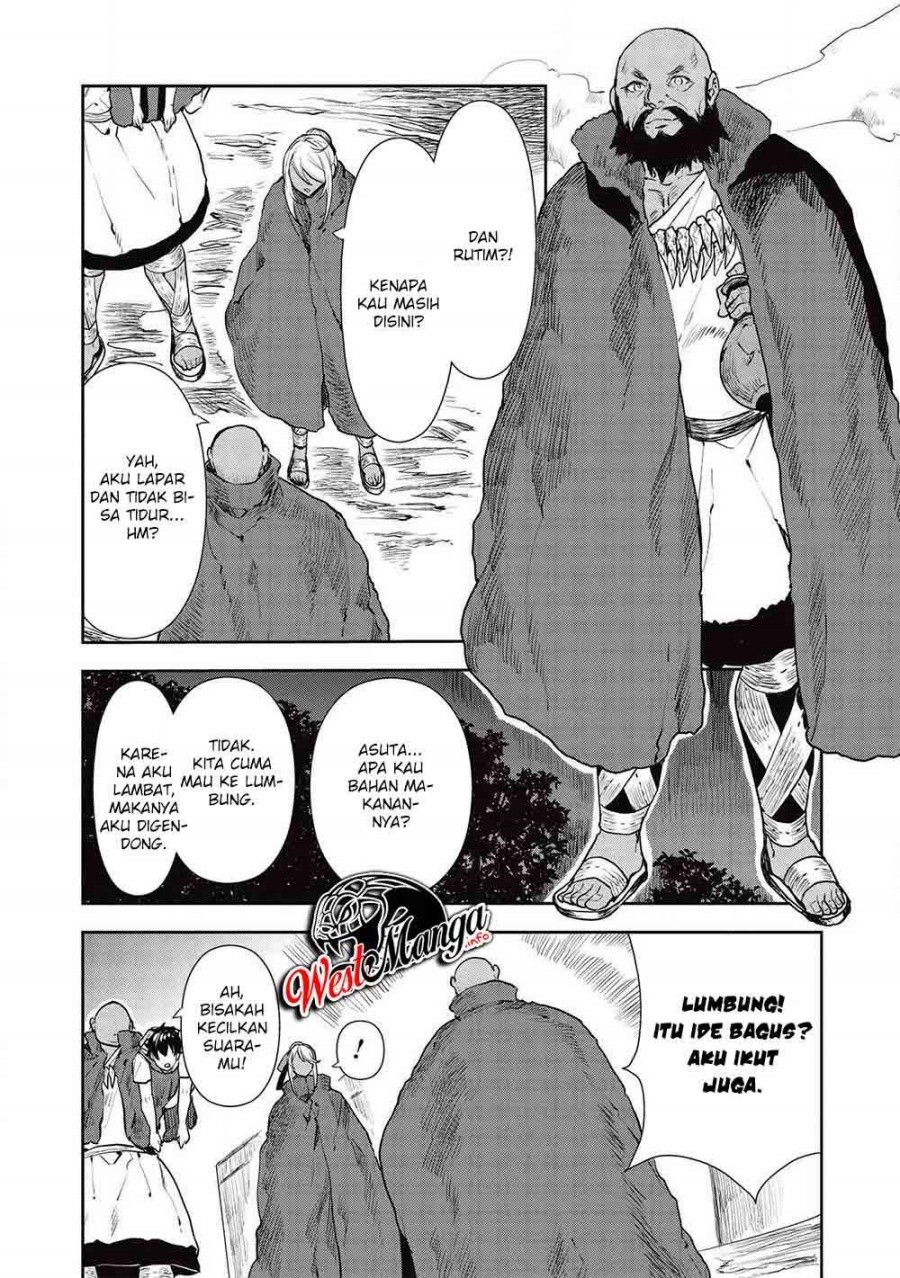 DAN
RUTIM?!
KENAPA
KAU MASIH
DISINI?
YAH,
AKU LAPAR
DAN TIDAK BI-
SA TIDUR...
HM?
ASUTA...
APA KAU
BAHAN MA-
KANAN-
NYA?
TIDAK.
KITA CUMA
MAU KE LUM-
BUNG.
KARE-
NA AKU
LAMBAT,
MAKANYA
AKU DIGEN-
DONG.
WestManga
.info
LUMBUNG!
ITU IDE BAGUS?
AKU IKUT
JUGA.
!
AH,
BISAKAH
KECILKAN
SUARA-
MU!